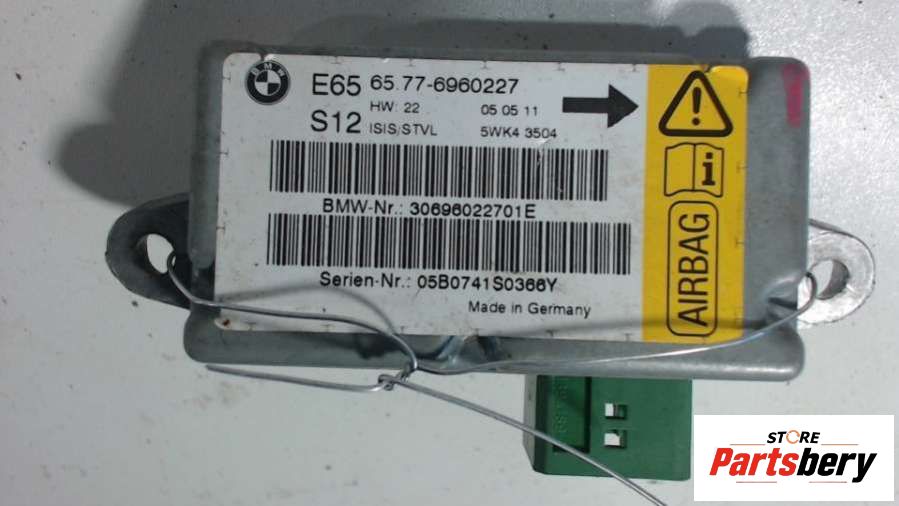 BMW
E65 65.77-6960227
HW: 22 05 05 11
S12 ISIS/STVL 5WK4 3504
BMW-Nr.: 30696022701E
Serien-Nr.: 05B0741S0366Y
Made in Germany
i
AIRBAG
STORE
Partsbery